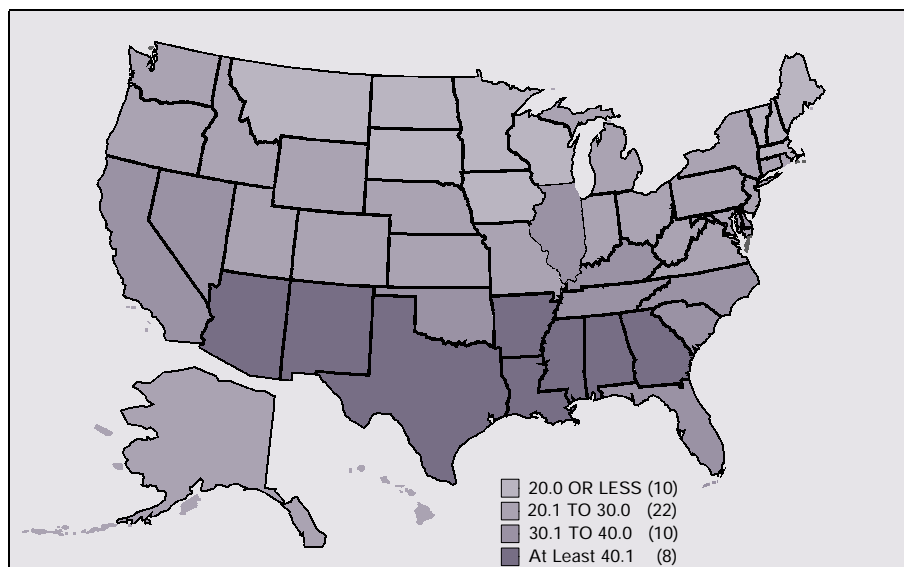 20.0 OR LESS (10)
20.1 TO 30.0 (22)
30.1 TO 40.0 (10)
At Least 40.1 (8)